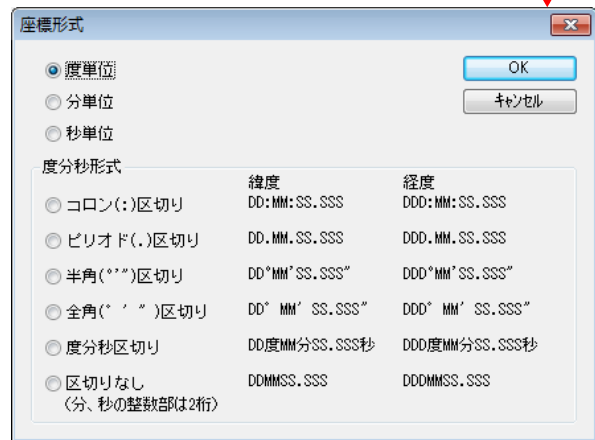 座標形式
度単位
OK
分単位
キャンセル
秒単位
度分秒形式
緯度 経度
コロン(:)区切り DD:MM:SS.SSS DDD:MM:SS.SSS
ピリオド(.)区切り DD.MM.SS.SSS DDD.MM.SS.SSS
半角(°'")区切り DD°MM'SS.SSS" DDD°MM'SS.SSS"
全角(゜′″)区切り DD゜MM′SS.SSS″ DDD゜MM′SS.SSS″
度分秒区切り DD度MM分SS.SSS秒 DDD度MM分SS.SSS秒
区切りなし DDMMSS.SSS DDDMMSS.SSS
(分、秒の整数部は2桁)